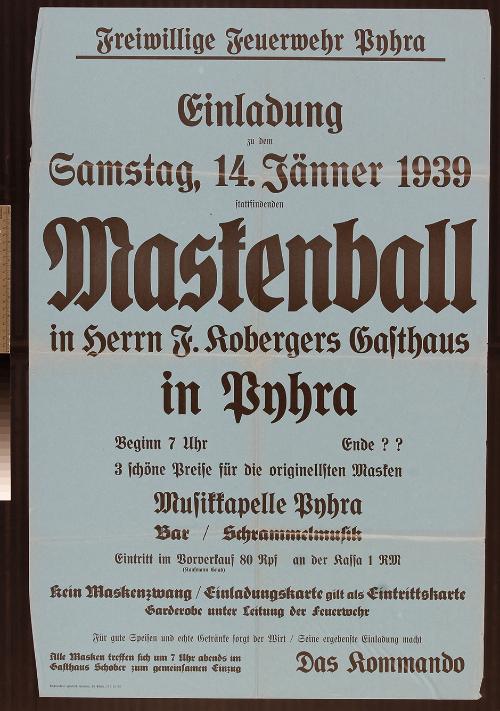 Freiwillige Feuerwehr Pyhra
Einladung
zu dem
Samstag, 14. Jänner 1939
stattfindenden
Maskenball
in Herrn F. Kobergers Gasthaus
in Pyhra
Beginn 7 Uhr Ende ? ?
3 schöne Preise für die originellsten Masken
Musikkapelle Pyhra
Bar / Schrammelmusik
Eintritt im Vorverkauf 80 Rpf an der Kassa 1 RM
(Kaufmann
Kein Maskenzwang / Einladungskarte gilt als Eintrittskarte
Garderobe unter Leitung der Feuerwehr
Für gute Speisen und echte Getränke sorgt der Wirt / Seine ergebenste Einladung macht
Alle Masken treffen sich um 7 Uhr abends im
Gasthaus Schober zum gemeinsamen Einzug
Das Kommando